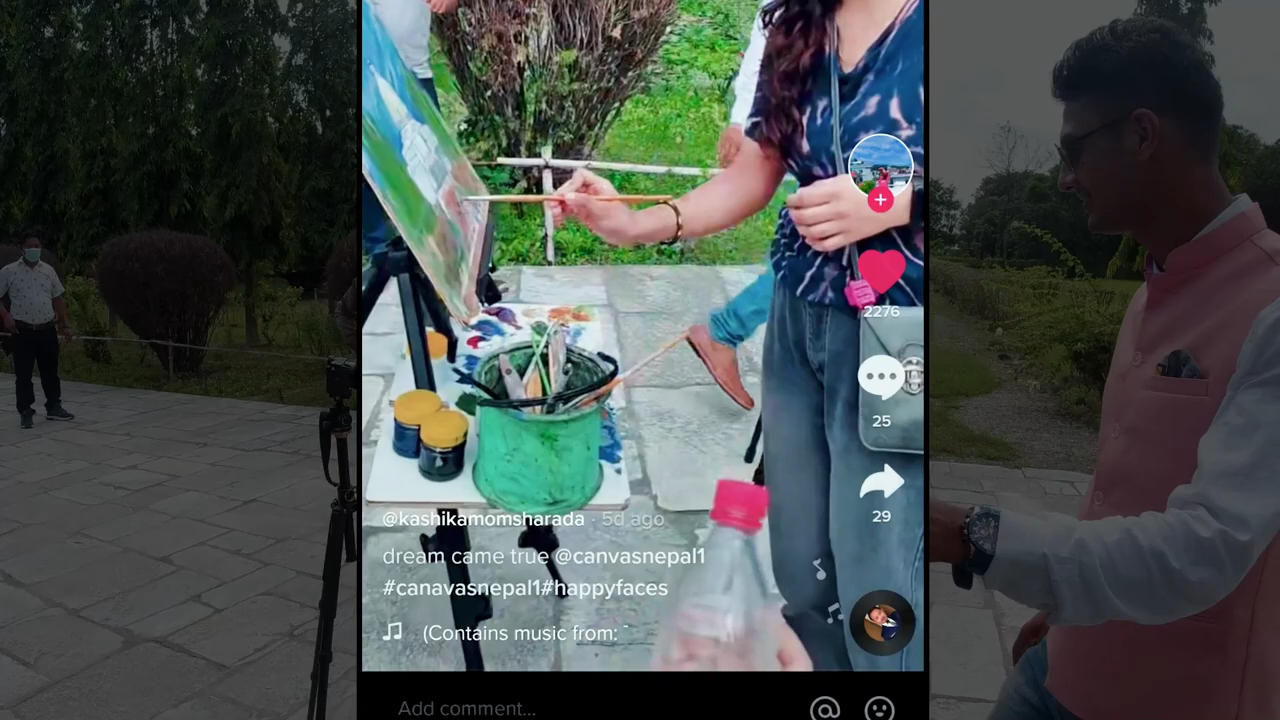 2276
25
29
@kashikamomsharada · 5d ago
dream came true @canvasnepal1
#canavasnepal1#happyfaces
(Contains music from:
Add comment...